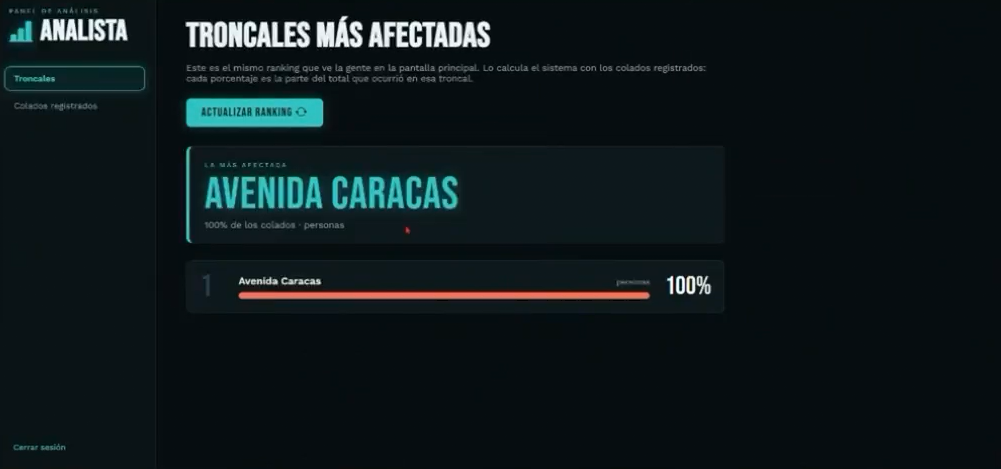 PANEL DE ANÁLISIS
ANALISTA
Troncales
Colados registrados
Cerrar sesión
TRONCALES MÁS AFECTADAS
Este es el mismo ranking que ve la gente en la pantalla principal. Lo calcula el sistema con los colados registrados:
cada porcentaje es la parte del total que ocurrió en esa troncal.
ACTUALIZAR RANKING
LA MÁS AFECTADA
AVENIDA CARACAS
100% de los colados · personas
1
Avenida Caracas
personas
100%